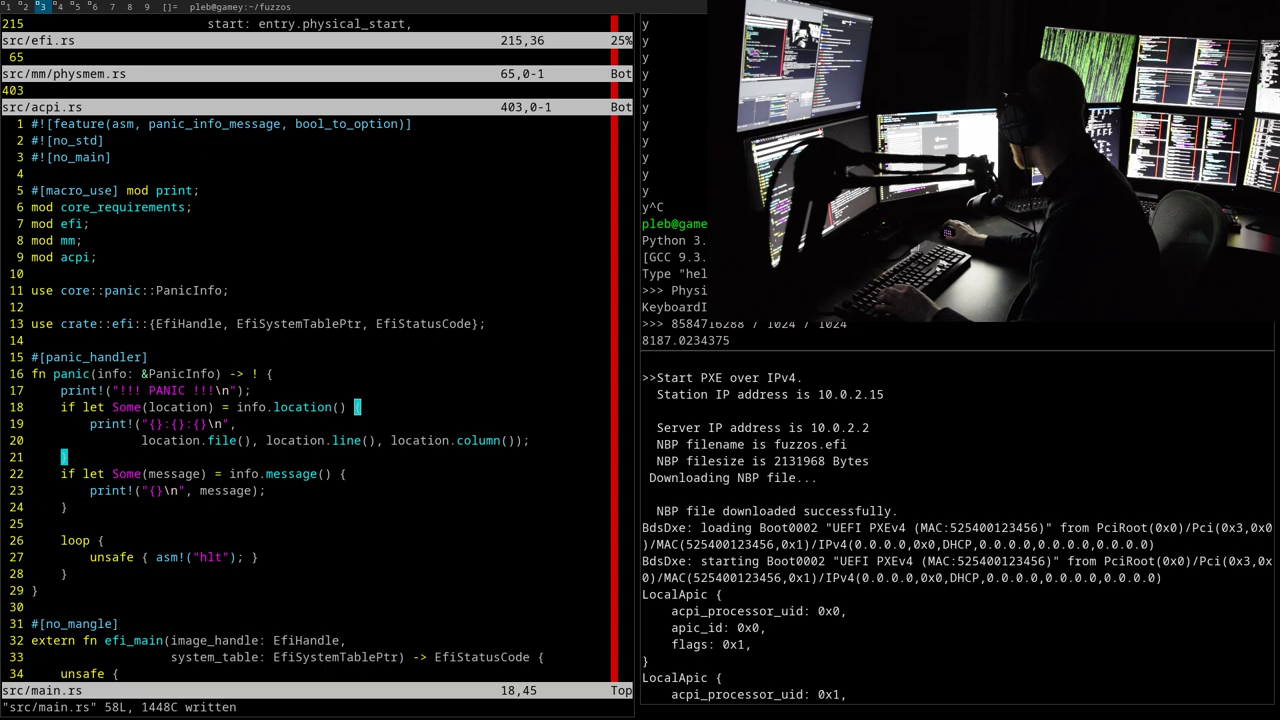 1 2 3 4 5 6 7 8 9 []= pleb@gamey:~/fuzzos
215 start: entry.physical_start,
src/efi.rs 215,36 25%
65
src/mm/physmem.rs 65,0-1 Bot
403
src/acpi.rs 403,0-1 Bot
1 #![feature(asm, panic_info_message, bool_to_option)]
2 #![no_std]
3 #![no_main]
4
5 #[macro_use] mod print;
6 mod core_requirements;
7 mod efi;
8 mod mm;
9 mod acpi;
10
11 use core::panic::PanicInfo;
12
13 use crate::efi::{EfiHandle, EfiSystemTablePtr, EfiStatusCode};
14
15 #[panic_handler]
16 fn panic(info: &PanicInfo) -> ! {
17 print!("!!! PANIC !!!\n");
18 if let Some(location) = info.location() {
19 print!("{}:{}:{}\n",
20 location.file(), location.line(), location.column());
21 }
22 if let Some(message) = info.message() {
23 print!("{}\n", message);
24 }
25
26 loop {
27 unsafe { asm!("hlt"); }
28 }
29 }
30
31 #[no_mangle]
32 extern fn efi_main(image_handle: EfiHandle,
33 system_table: EfiSystemTablePtr) -> EfiStatusCode {
34 unsafe {
src/main.rs 18,45 Top
"src/main.rs" 58L, 1448C written
y
y
y
y
y
y
y
y
y
y
y
y^C
pleb@game
Python 3.
[GCC 9.3.
Type "hel
>>> Physi
KeyboardI
>>> 8584716288 / 1024 / 1024
8187.0234375
>>Start PXE over IPv4.
Station IP address is 10.0.2.15
Server IP address is 10.0.2.2
NBP filename is fuzzos.efi
NBP filesize is 2131968 Bytes
Downloading NBP file...
NBP file downloaded successfully.
BdsDxe: loading Boot0002 "UEFI PXEv4 (MAC:525400123456)" from PciRoot(0x0)/Pci(0x3,0x0
)/MAC(525400123456,0x1)/IPv4(0.0.0.0,0x0,DHCP,0.0.0.0,0.0.0.0,0.0.0.0)
BdsDxe: starting Boot0002 "UEFI PXEv4 (MAC:525400123456)" from PciRoot(0x0)/Pci(0x3,0x
0)/MAC(525400123456,0x1)/IPv4(0.0.0.0,0x0,DHCP,0.0.0.0,0.0.0.0,0.0.0.0)
LocalApic {
acpi_processor_uid: 0x0,
apic_id: 0x0,
flags: 0x1,
}
LocalApic {
acpi_processor_uid: 0x1,